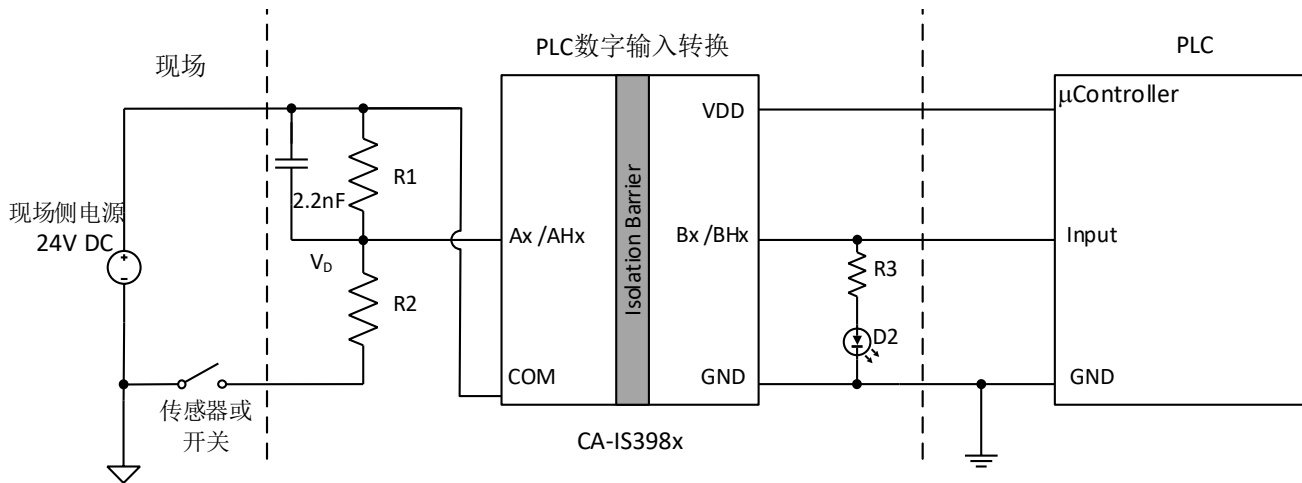 现场
PLC数字输入转换
PLC
μController
VDD
R1
2.2nF
现场侧电源
24V DC
Ax /AHx
Isolation Barrier
Bx /BHx
Input
VD
R3
R2
D2
COM
GND
GND
传感器或
开关
CA-IS398x